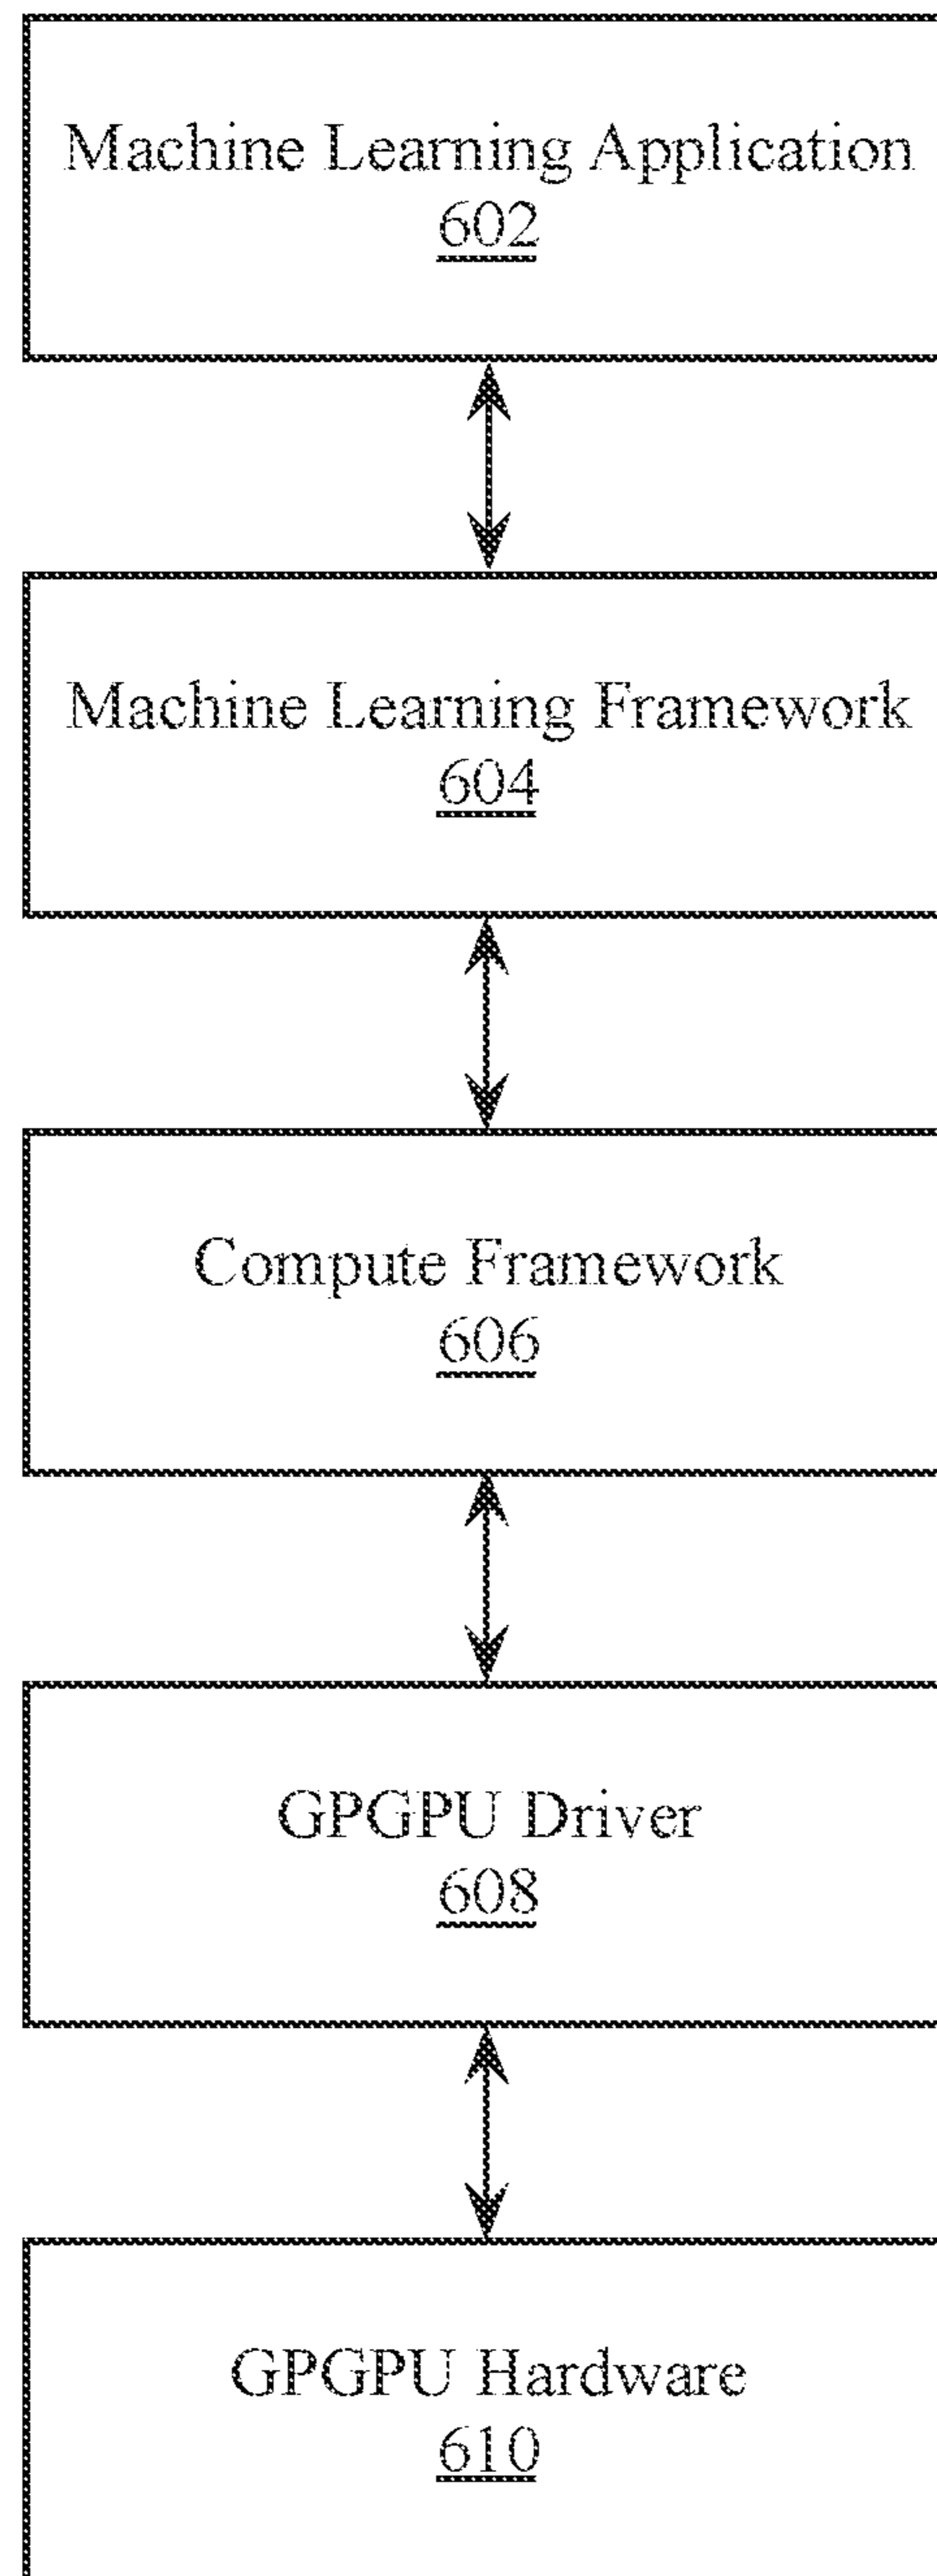 Machine Learning Application
602
Machine Learning Framework
604
Compute Framework
606
GPGPU Driver
608
GPGPU Hardware
610